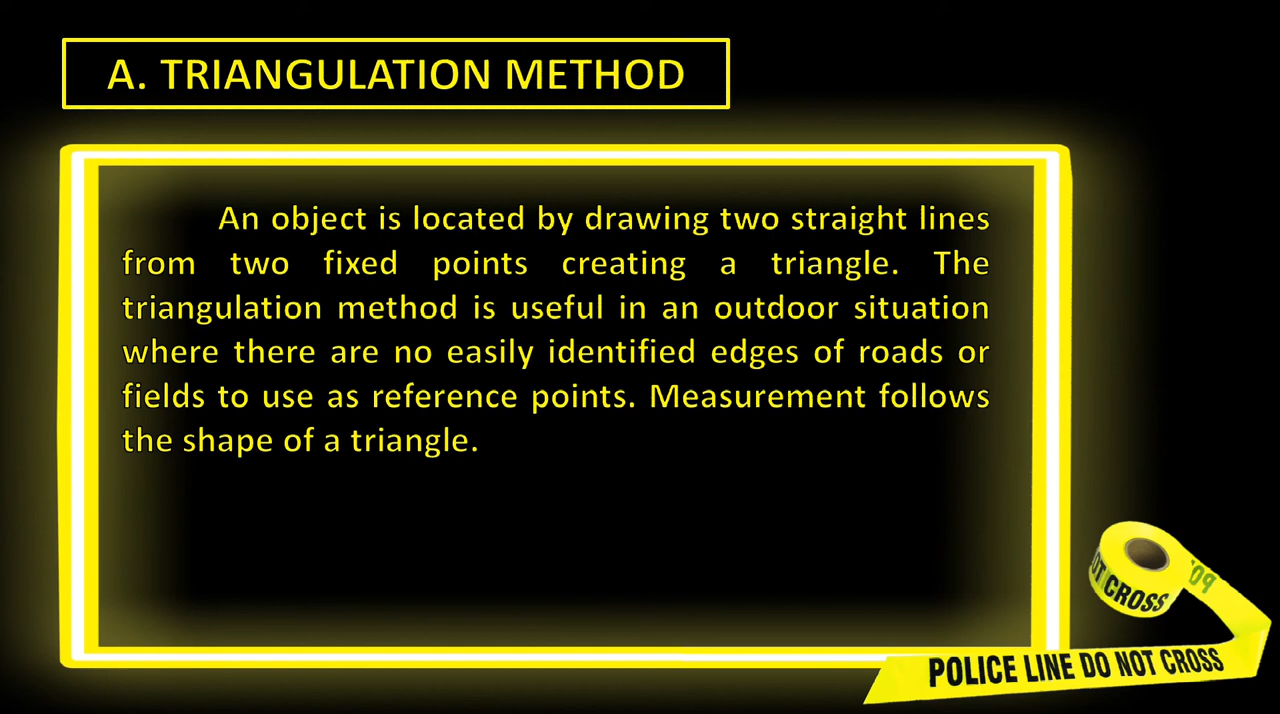 A. TRIANGULATION METHOD
An object is located by drawing two straight lines
from two fixed points creating a triangle. The
triangulation method is useful in an outdoor situation
where there are no easily identified edges of roads or
fields to use as reference points. Measurement follows
the shape of a triangle.
OT CROSS
PO
POLICE LINE DO NOT CROSS